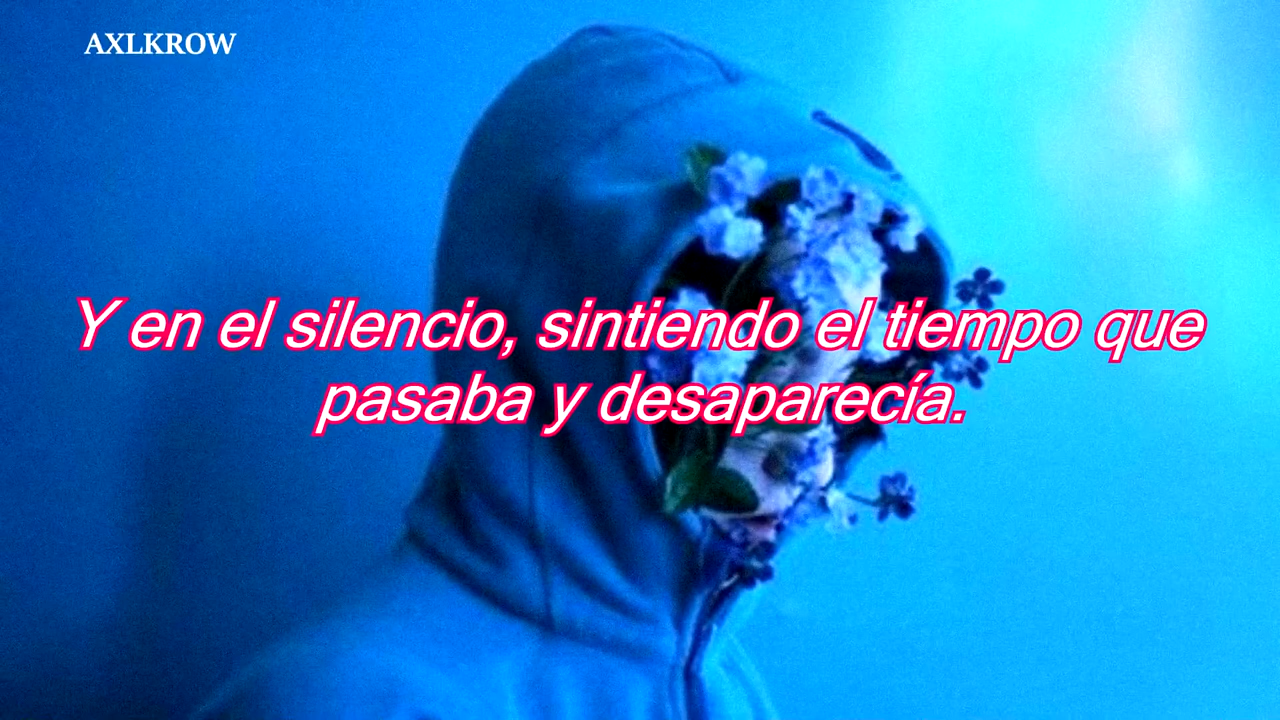 AXLKROW
Y en el silencio, sintiendo el tiempo que
pasaba y desaparecía.